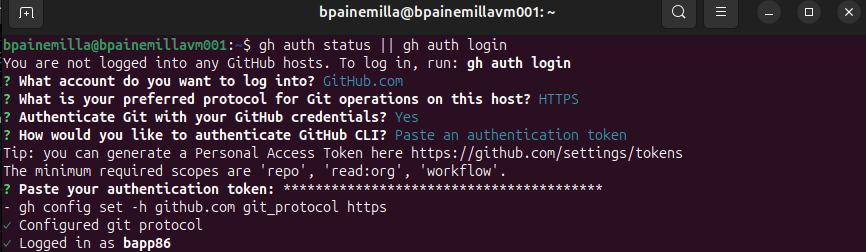 bpainemilla@bpainemillavm001: ~
bpainemilla@bpainemillavm001:~$ gh auth status || gh auth login
You are not logged into any GitHub hosts. To log in, run: gh auth login
? What account do you want to log into? GitHub.com
? What is your preferred protocol for Git operations on this host? HTTPS
? Authenticate Git with your GitHub credentials? Yes
? How would you like to authenticate GitHub CLI? Paste an authentication token
Tip: you can generate a Personal Access Token here https://github.com/settings/tokens
The minimum required scopes are 'repo', 'read:org', 'workflow'.
? Paste your authentication token: ****************************************
- gh config set -h github.com git_protocol https
✓ Configured git protocol
✓ Logged in as bapp86